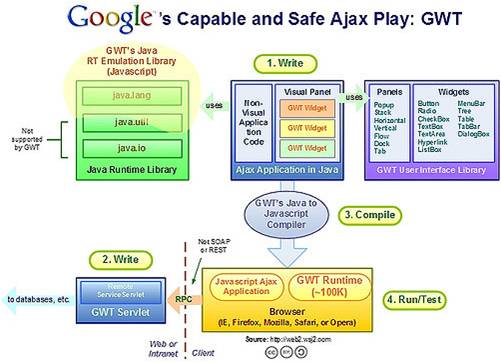 Google's Capable and Safe Ajax Play: GWT
GWT's Java
RT Emulation Library
(Javascript)
java.lang
java.util
java.io
Java Runtime Library
Not
supported
by GWT
uses
1. Write
Non-
Visual
Application
Code
Visual Panel
GWT Widget
GWT Widget
GWT Widget
Ajax Application in Java
uses
Panels
Popup
Stack
Horizontal
Vertical
Flow
Dock
Tab
Widgets
Button
Radio
CheckBox
TextBox
TextArea
Hyperlink
ListBox
MenuBar
Tree
Table
TabBar
DialogBox
GWT User Interface Library
GWT's Java to
Javascript
Compiler
3. Compile
2. Write
Not SOAP
or REST
to databases, etc.
Remote
ServiceServlet
GWT Servlet
RPC
Javascript Ajax
Application
GWT Runtime
(~100K)
Browser
(IE, Firefox, Mozilla, Safari, or Opera)
4. Run/Test
Web or
Intranet
Client
Source: http://web2.wsj2.com